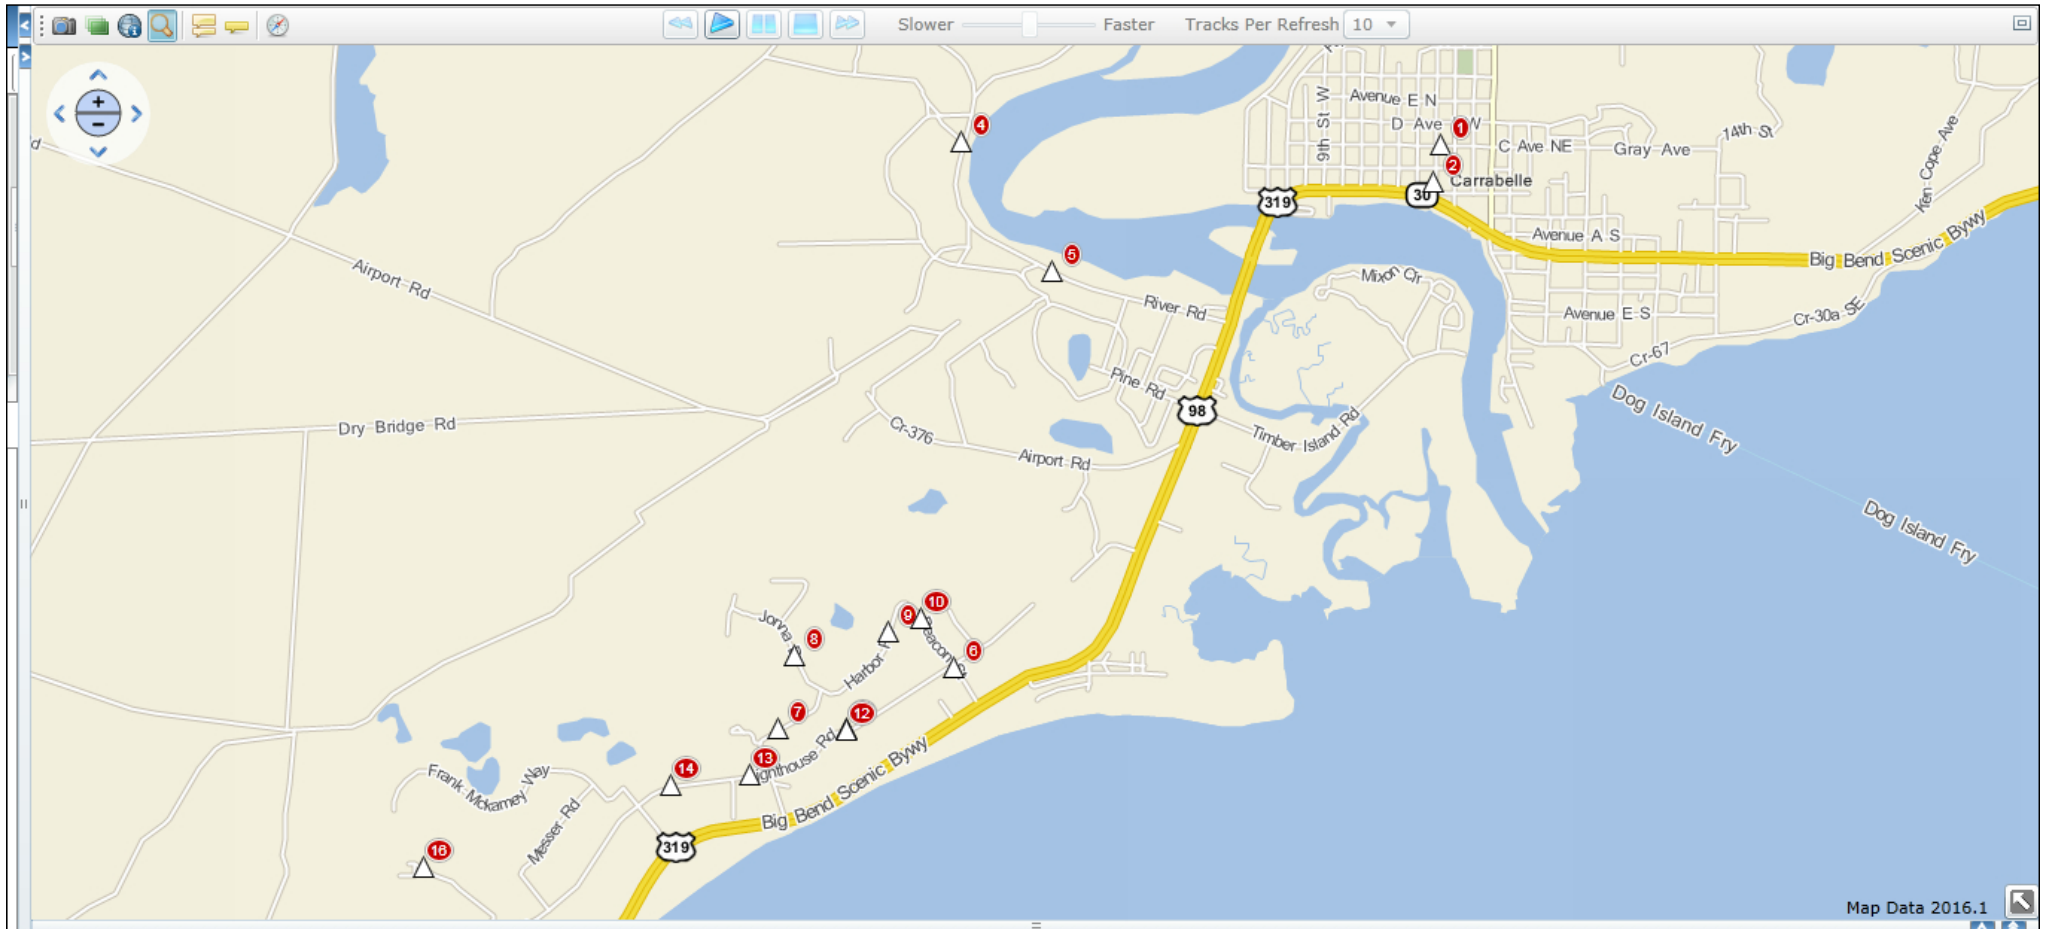 Slower
Faster
Tracks Per Refresh
10
Avenue E N
9th St W
D Ave
W
1
C Ave NE
Gray Ave
14th St
Ken Cope Ave
2
Carrabelle
30
319
4
5
Avenue A S
Big Bend Scenic Bywy
Airport Rd
Mixon Cir
River Rd
Avenue E S
Cr-30a SE
Cr-67
Pine Rd
98
Dog Island Fry
Timber Island Rd
Dry Bridge Rd
Cr-376
Airport Rd
Dog Island Fry
10
9
8
6
Harbor
7
12
13
14
Lighthouse Rd
Big Bend Scenic Bywy
Frank Mckamey Way
Messer Rd
319
16
Map Data 2016.1